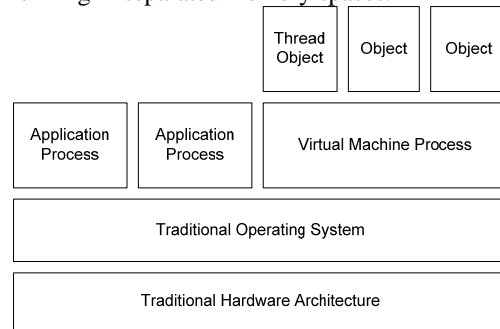 Thread
Object
Object
Object
Application
Process
Application
Process
Virtual Machine Process
Traditional Operating System
Traditional Hardware Architecture